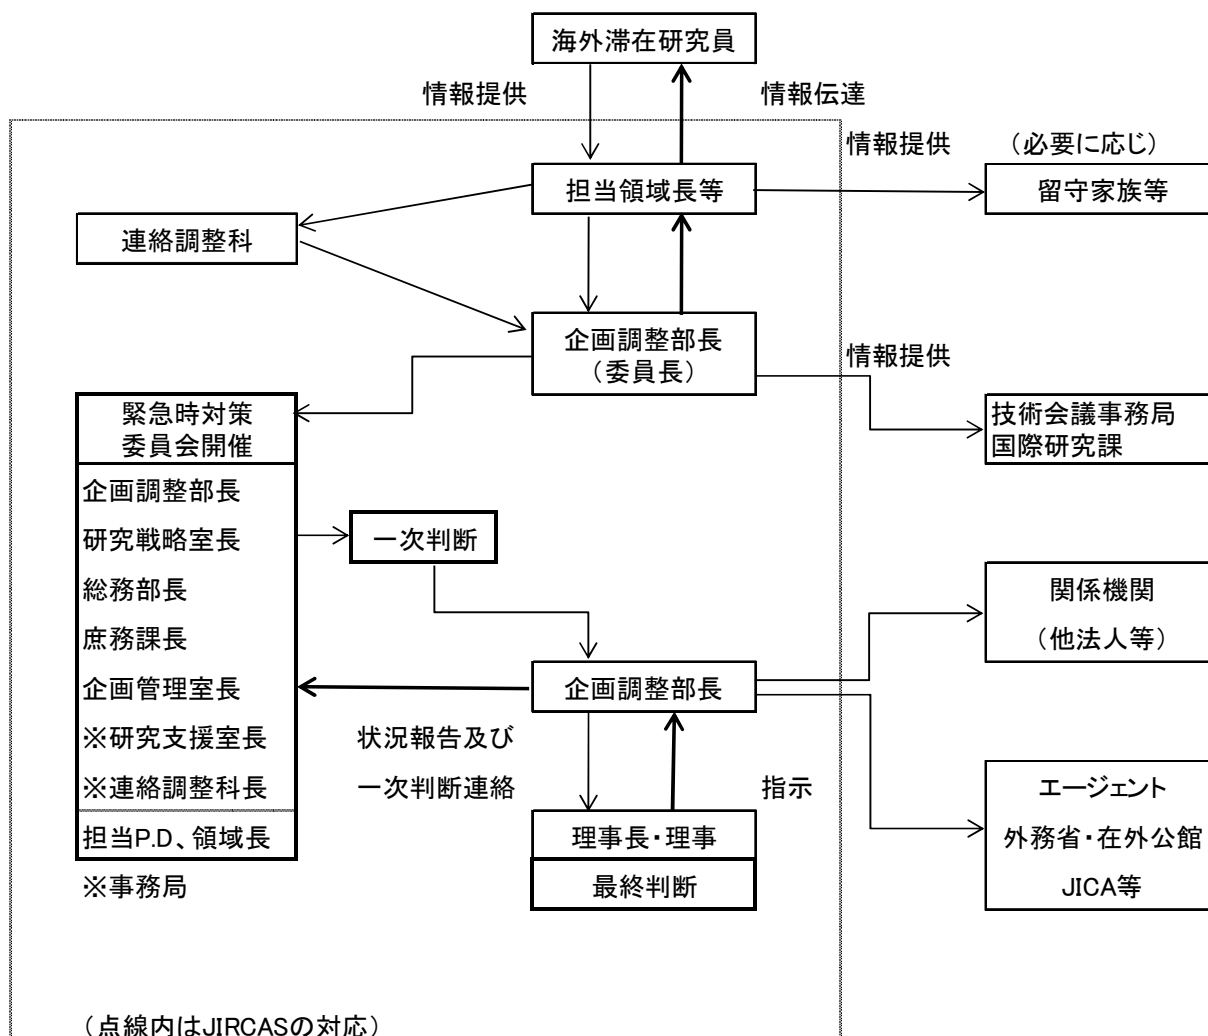 海外滞在研究員
情報提供
情報伝達
情報提供
（必要に応じ）
担当領域長等
留守家族等
連絡調整科
企画調整部長
（委員長）
情報提供
緊急時対策
委員会開催
技術会議事務局
国際研究課
企画調整部長
研究戦略室長
総務部長
庶務課長
企画管理室長
※研究支援室長
※連絡調整科長
担当P.D、領域長
※事務局
一次判断
関係機関
（他法人等）
企画調整部長
状況報告及び
一次判断連絡
指示
理事長・理事
最終判断
エージェント
外務省・在外公館
JICA等
（点線内はJIRCASの対応）